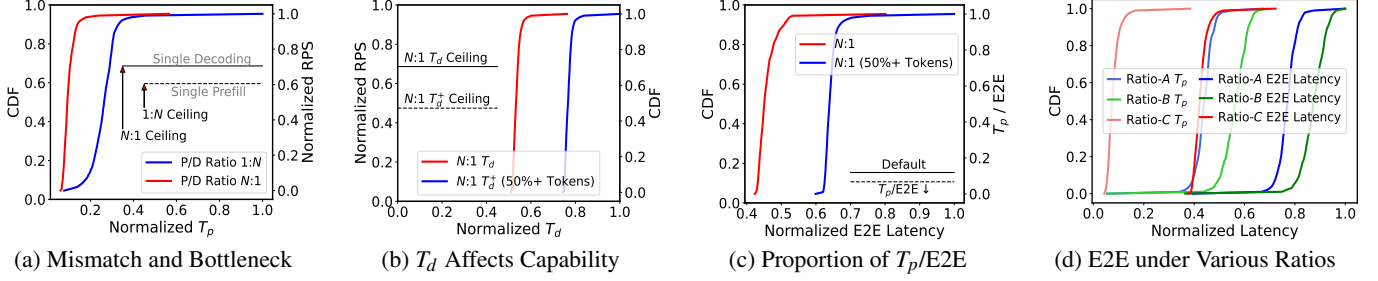 CDF
1.0
0.8
0.6
0.4
0.2
0.0
0.2
0.4
0.6
0.8
1.0
Normalized T_p
1.0
0.8
0.6
0.4
0.2
0.0
Normalized RPS
Single Decoding
Single Prefill
1:N Ceiling
N:1 Ceiling
P/D Ratio 1:N
P/D Ratio N:1
(a) Mismatch and Bottleneck
Normalized RPS
1.0
0.8
0.6
0.4
0.2
0.0
0.0
0.2
0.4
0.6
0.8
1.0
Normalized T_d
1.0
0.8
0.6
0.4
0.2
0.0
CDF
N:1 T_d Ceiling
N:1 T_d^+ Ceiling
N:1 T_d
N:1 T_d^+ (50%+ Tokens)
(b) T_d Affects Capability
CDF
1.0
0.8
0.6
0.4
0.2
0.0
0.4
0.5
0.6
0.7
0.8
0.9
1.0
Normalized E2E Latency
1.0
0.8
0.6
0.4
0.2
0.0
T_p / E2E
N:1
N:1 (50%+ Tokens)
Default
T_p/E2E ↓
(c) Proportion of T_p/E2E
CDF
1.0
0.8
0.6
0.4
0.2
0.0
0.0
0.2
0.4
0.6
0.8
1.0
Normalized Latency
Ratio-A T_p
Ratio-B T_p
Ratio-C T_p
Ratio-A E2E Latency
Ratio-B E2E Latency
Ratio-C E2E Latency
(d) E2E under Various Ratios